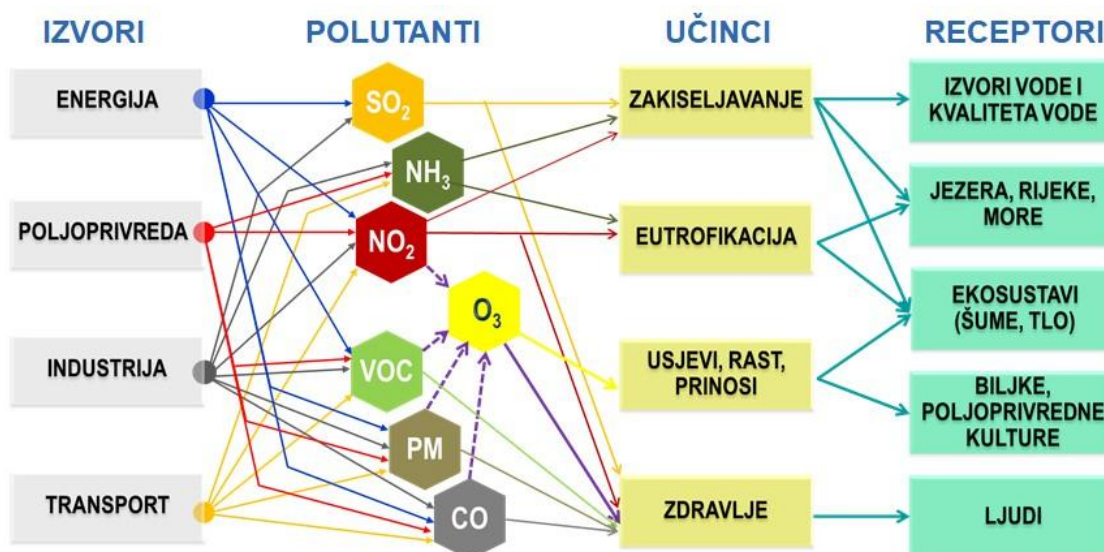 IZVORI
POLUTANTI
UČINCI
RECEPTORI
ENERGIJA
POLJOPRIVREDA
INDUSTRIJA
TRANSPORT
SO₂
NH₃
NO₂
O₃
VOC
PM
CO
ZAKISELJAVANJE
EUTROFIKACIJA
USJEVI, RAST,
PRINOSI
ZDRAVLJE
IZVORI VODE I
KVALITETA VODE
JEZERA, RIJEKE,
MORE
EKOSUSTAVI
(ŠUME, TLO)
BILJKE,
POLJOPRIVREDNE
KULTURE
LJUDI